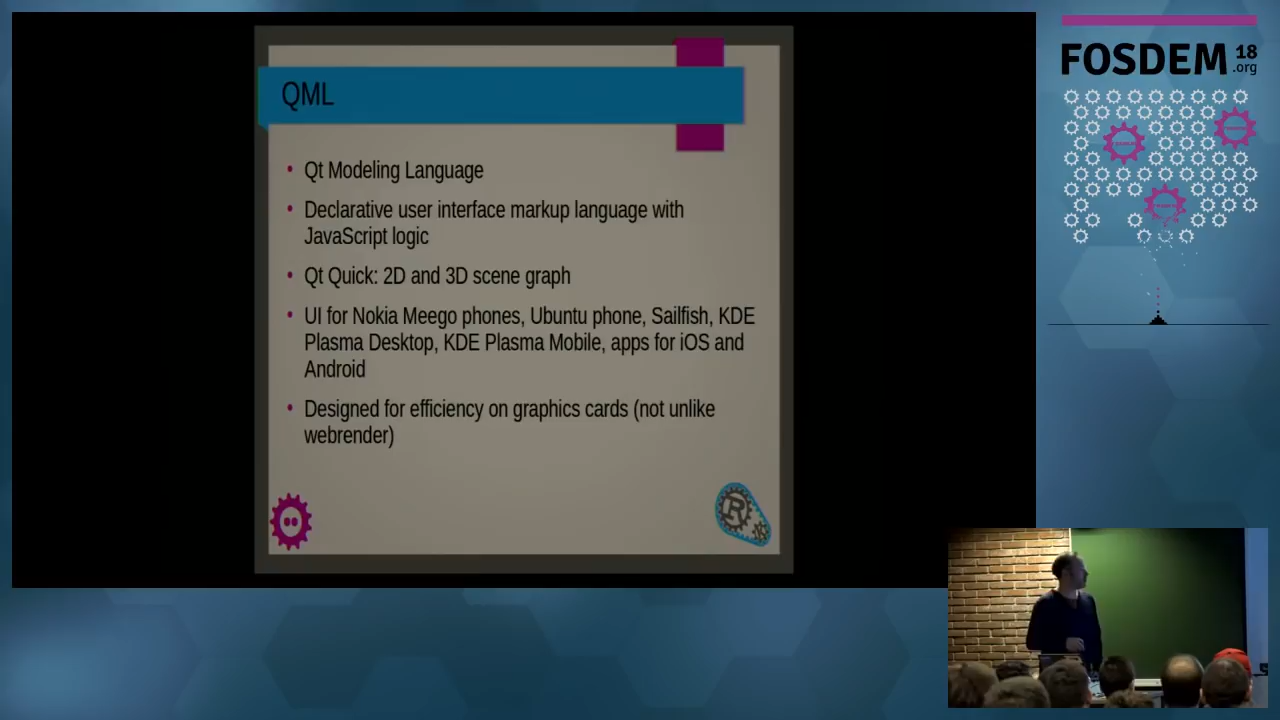 QML
• Qt Modeling Language
• Declarative user interface markup language with
JavaScript logic
• Qt Quick: 2D and 3D scene graph
• UI for Nokia Meego phones, Ubuntu phone, Sailfish, KDE
Plasma Desktop, KDE Plasma Mobile, apps for iOS and
Android
• Designed for efficiency on graphics cards (not unlike
webrender)
R
FOSDEM 18
.org